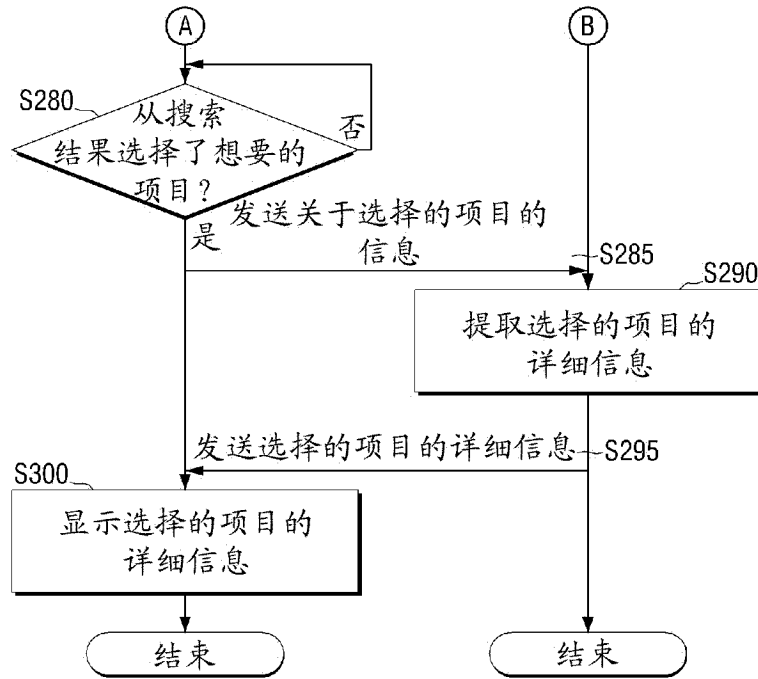 A
B
S280
从搜索
结果选择了想要的
项目?
否
是
发送关于选择的项目的
信息
S285
S290
提取选择的项目的
详细信息
发送选择的项目的详细信息
S295
S300
显示选择的项目的
详细信息
结束
结束